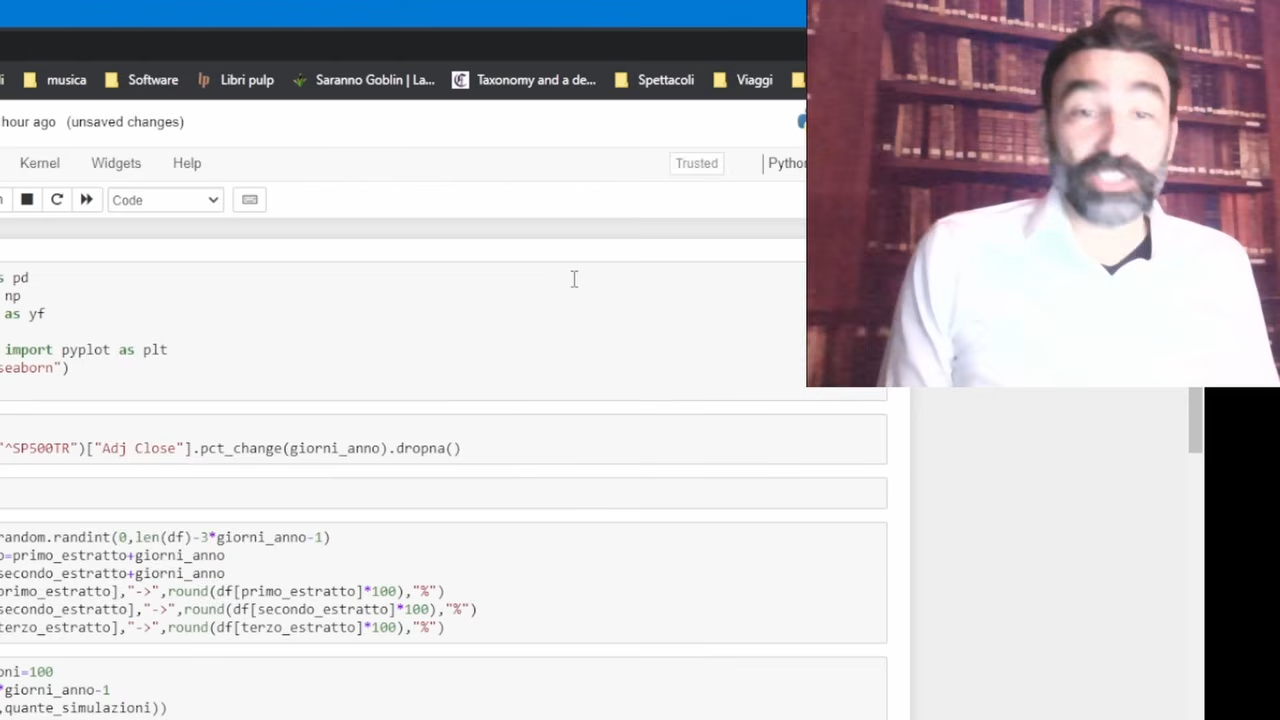 musica Software Libri pulp Saranno Goblin | La... Taxonomy and a de... Spettacoli Viaggi
hour ago (unsaved changes)
Kernel Widgets Help Trusted Python
Code
s pd
np
as yf
import pyplot as plt
seaborn")
"^SP500TR")["Adj Close"].pct_change(giorni_anno).dropna()
random.randint(0,len(df)-3*giorni_anno-1)
o=primo_estratto+giorni_anno
secondo_estratto+giorni_anno
primo_estratto],"->",round(df[primo_estratto]*100),"%")
secondo_estratto],"->",round(df[secondo_estratto]*100),"%")
terzo_estratto],"->",round(df[terzo_estratto]*100),"%")
oni=100
*giorni_anno-1
,quante_simulazioni))